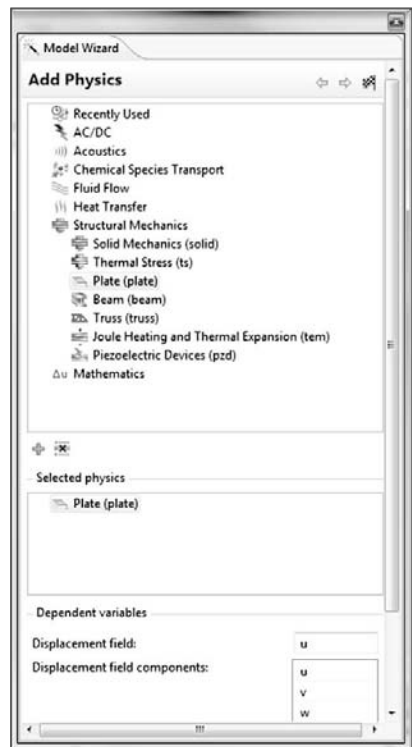 Model Wizard
Add Physics
Recently Used
AC/DC
Acoustics
Chemical Species Transport
Fluid Flow
Heat Transfer
Structural Mechanics
Solid Mechanics (solid)
Thermal Stress (ts)
Plate (plate)
Beam (beam)
Truss (truss)
Joule Heating and Thermal Expansion (tem)
Piezoelectric Devices (pzd)
Δu Mathematics
Selected physics
Plate (plate)
Dependent variables
Displacement field: u
Displacement field components: u
v
w